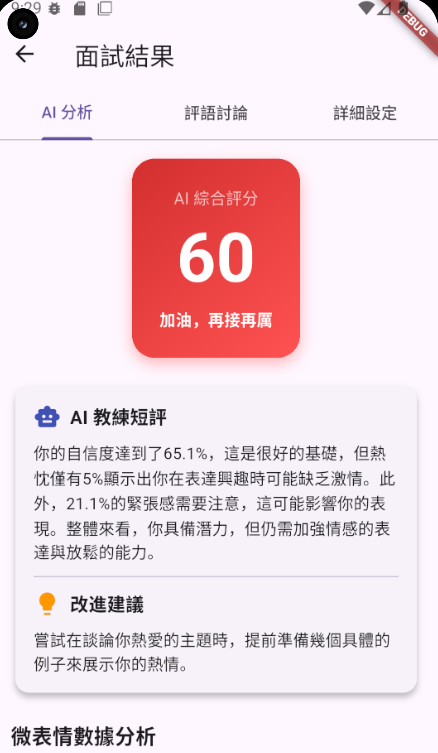 9:29
DEBUG
面試結果
AI 分析
評語討論
詳細設定
AI 綜合評分
60
加油，再接再厲
AI 教練短評
你的自信度達到了65.1%，這是很好的基礎，但熱
忱僅有5%顯示出你在表達興趣時可能缺乏激情。此
外，21.1%的緊張感需要注意，這可能影響你的表
現。整體來看，你具備潛力，但仍需加強情感的表
達與放鬆的能力。
改進建議
嘗試在談論你熱愛的主題時，提前準備幾個具體的
例子來展示你的熱情。
微表情數據分析